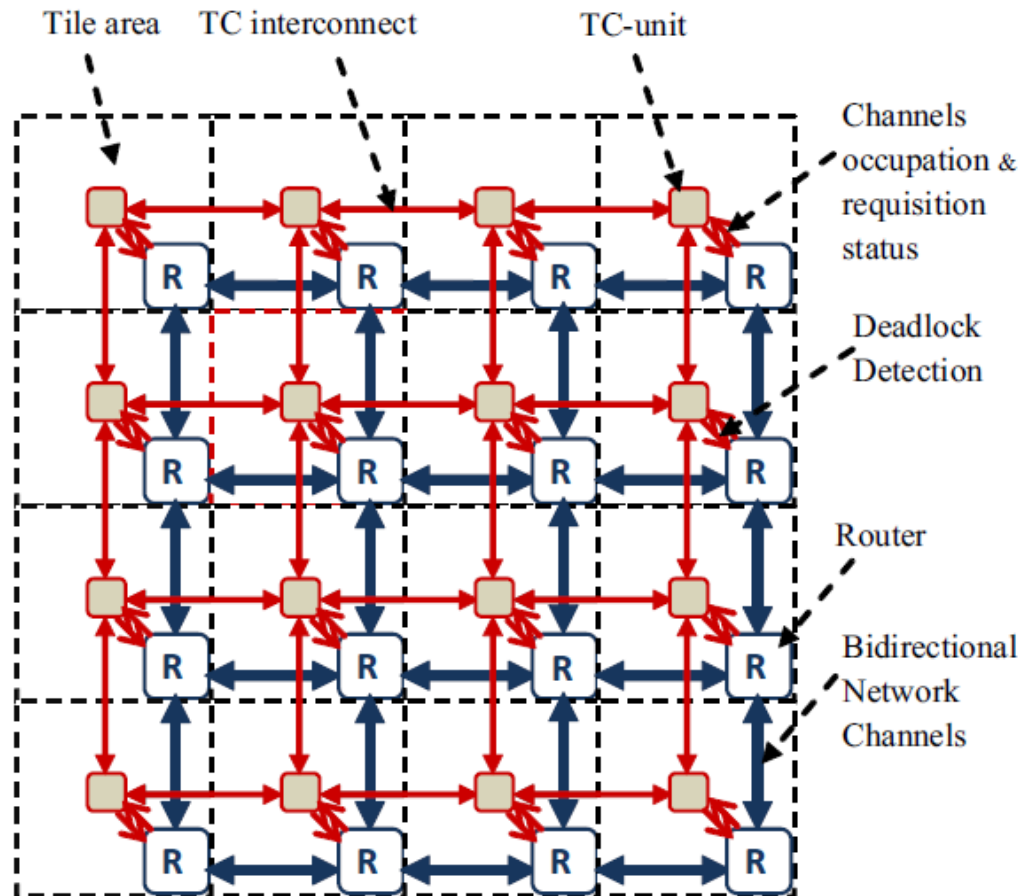 Tile area
TC interconnect
TC-unit
Channels
occupation &
requisition
status
R
R
R
R
Deadlock
Detection
R
R
R
R
Router
R
R
R
R
Bidirectional
Network
Channels
R
R
R
R